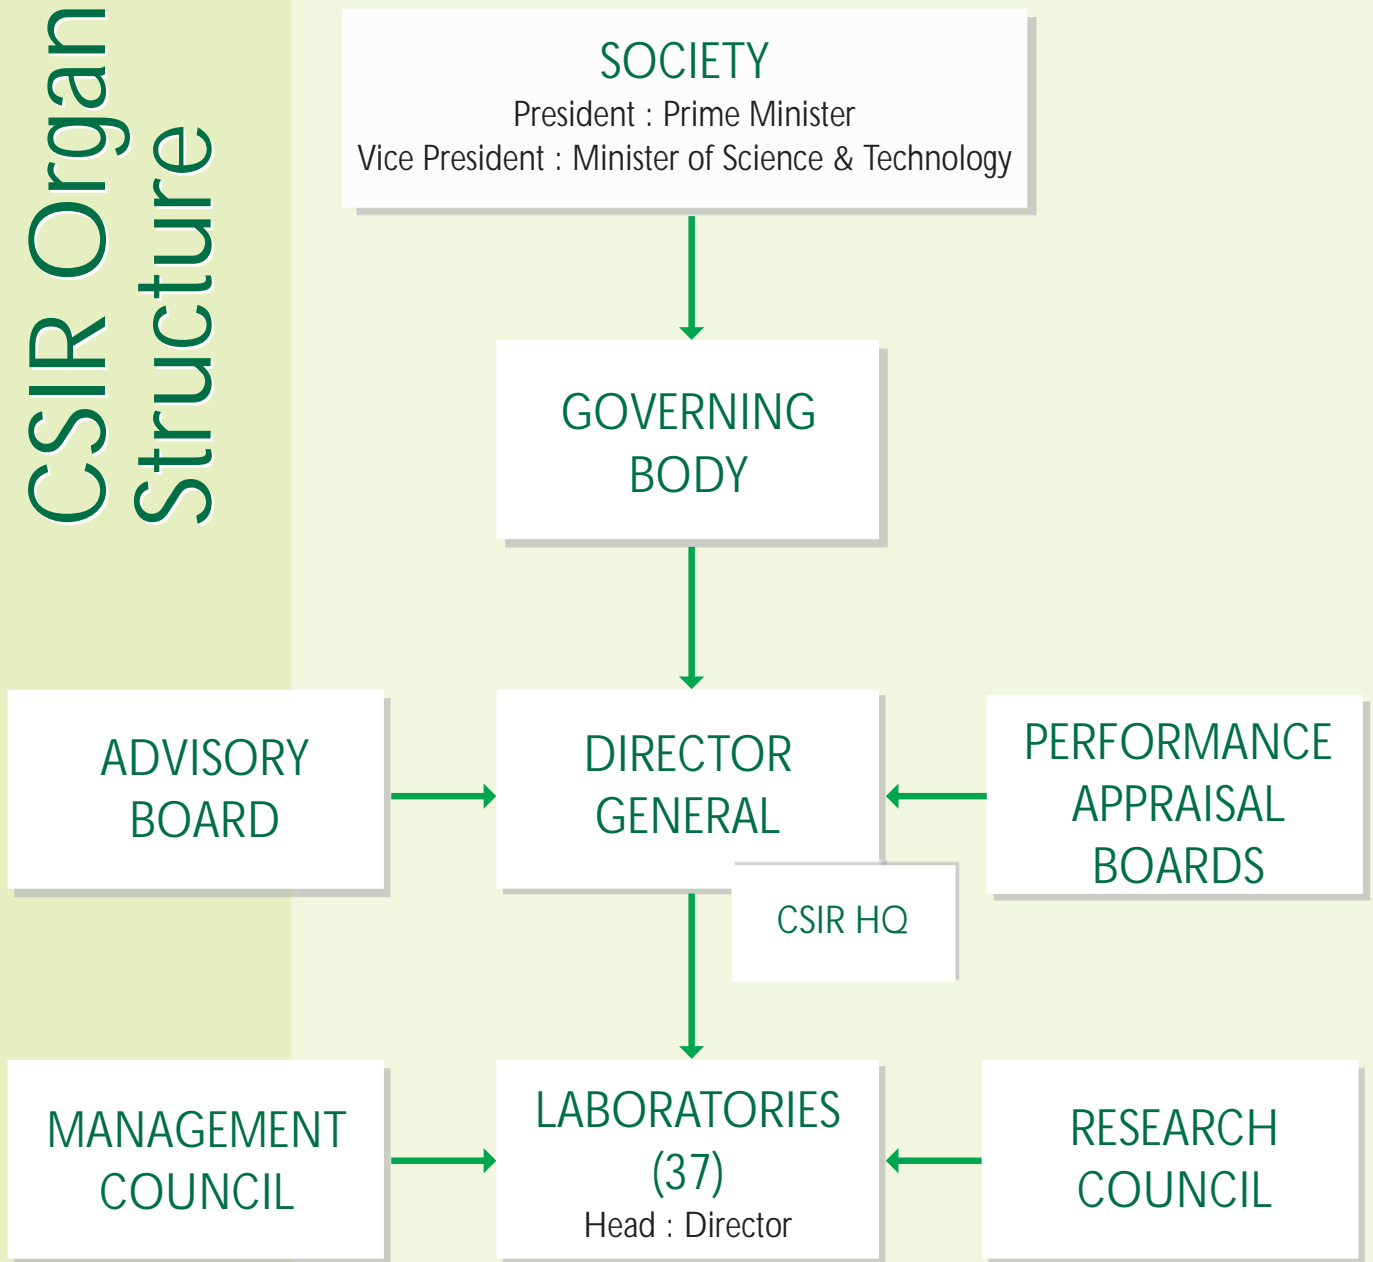 CSIR Organ
Structure
SOCIETY
President : Prime Minister
Vice President : Minister of Science & Technology
GOVERNING
BODY
ADVISORY
BOARD
DIRECTOR
GENERAL
PERFORMANCE
APPRAISAL
BOARDS
CSIR HQ
MANAGEMENT
COUNCIL
LABORATORIES
(37)
Head : Director
RESEARCH
COUNCIL